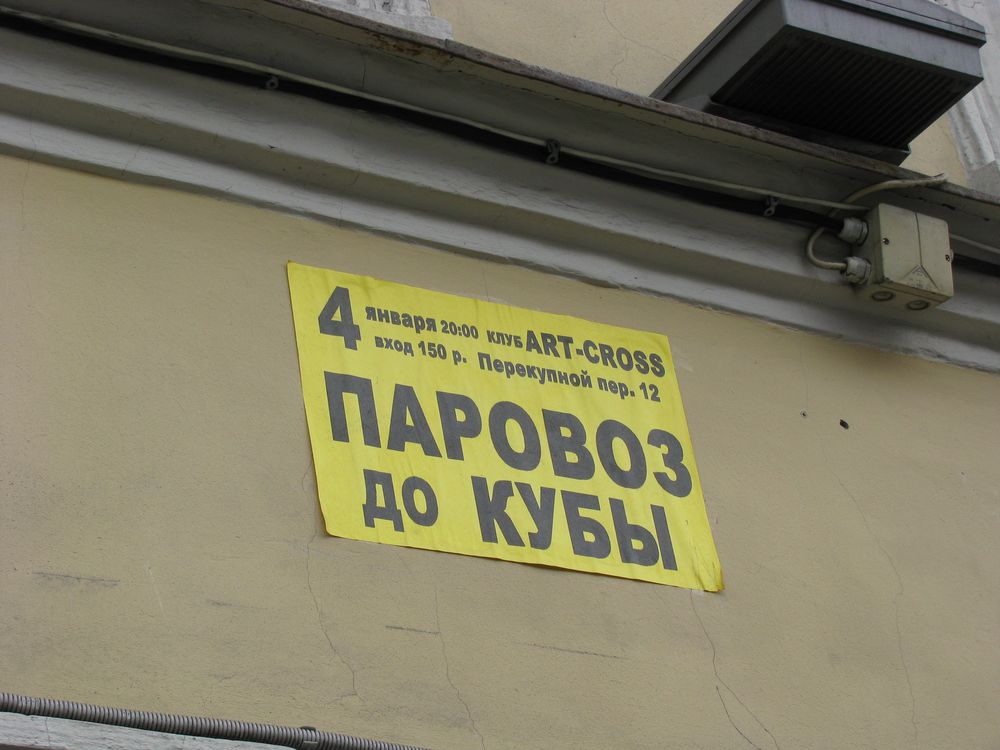 4 января 20:00 клуб ART-CROSS
вход 150 р. Перекупной пер. 12
ПАРОВОЗ
ДО КУБЫ